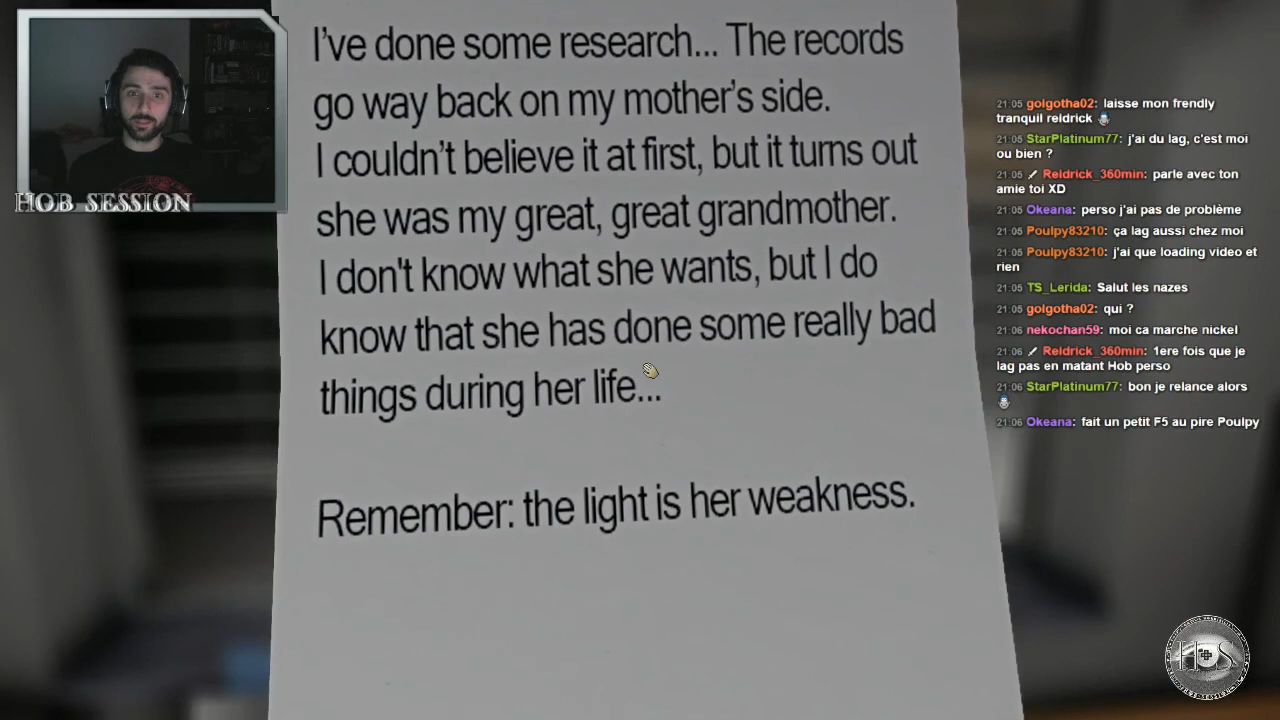 I've done some research... The records
go way back on my mother's side.
I couldn't believe it at first, but it turns out
she was my great, great grandmother.
I don't know what she wants, but I do
know that she has done some really bad
things during her life...
Remember: the light is her weakness.
HOB SESSION
21:05 golgotha02: laisse mon frendly
tranquil reidrick
21:05 StarPlatinum77: j'ai du lag, c'est moi
ou bien ?
21:05 Reidrick_360min: parle avec ton
amie toi XD
21:05 Okeana: perso j'ai pas de problème
21:05 Poulpy83210: ça lag aussi chez moi
21:05 Poulpy83210: j'ai que loading video et
rien
21:05 TS_Lerida: Salut les nazes
21:05 golgotha02: qui ?
21:06 nekochan59: moi ca marche nickel
21:06 Reidrick_360min: 1ere fois que je
lag pas en matant Hob perso
21:06 StarPlatinum77: bon je relance alors
21:06 Okeana: fait un petit F5 au pire Poulpy
HOS